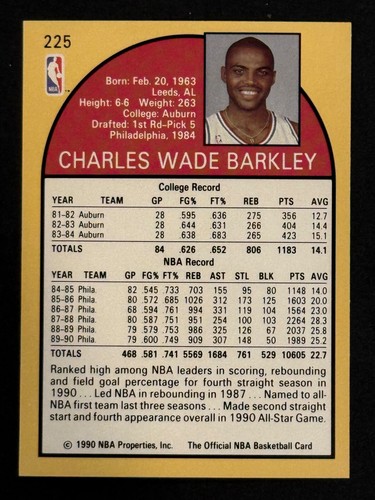 225
NBA
Born: Feb. 20, 1963
Leeds, AL
Height: 6-6 Weight: 263
College: Auburn
Drafted: 1st Rd-Pick 5
Philadelphia, 1984
CHARLES WADE BARKLEY
College Record
YEAR TEAM GP FG% FT% REB PTS AVG
81-82 Auburn 28 .595 .636 275 356 12.7
82-83 Auburn 28 .644 .631 266 404 14.4
83-84 Auburn 28 .638 .683 265 423 15.1
TOTALS 84 .626 .652 806 1183 14.1
NBA Record
YEAR TEAM GP FG% FT% REB AST STL BLK PTS AVG
84-85 Phila. 82 .545 .733 703 155 95 80 1148 14.0
85-86 Phila. 80 .572 .685 1026 312 173 125 1603 20.0
86-87 Phila. 68 .594 .761 994 331 119 104 1564 23.0
87-88 Phila. 80 .587 .751 951 254 100 103 2264 28.3
88-89 Phila. 79 .579 .753 986 325 126 67 2037 25.8
89-90 Phila. 79 .600 .749 909 307 148 50 1989 25.2
TOTALS 468 .581 .741 5569 1684 761 529 10605 22.7
Ranked high among NBA leaders in scoring, rebounding
and field goal percentage for fourth straight season in
1990 . . . Led NBA in rebounding in 1987 . . . Named to all-
NBA first team last three seasons . . . Made second straight
start and fourth appearance overall in 1990 All-Star Game.
© 1990 NBA Properties, Inc. The Official NBA Basketball Card